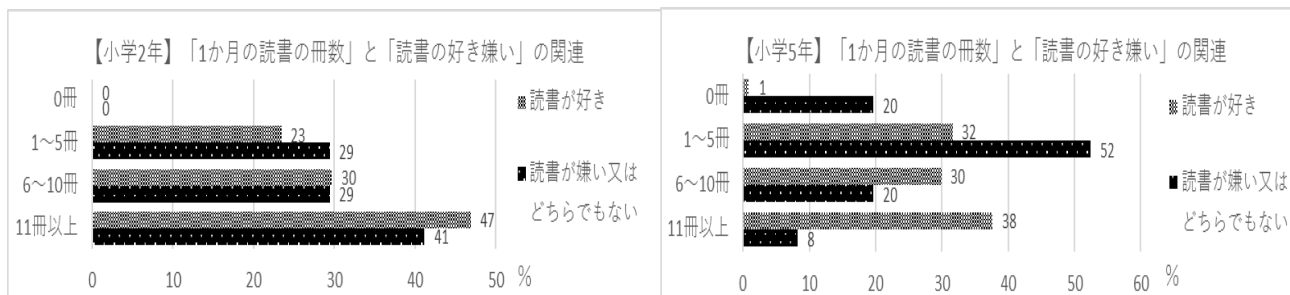 【小学2年】「1か月の読書の冊数」と「読書の好き嫌い」の関連
0冊
0
0
1～5冊
23
29
6～10冊
30
29
11冊以上
47
41
0 10 20 30 40 50 %
読書が好き
読書が嫌い又は
どちらでもない
【小学5年】「1か月の読書の冊数」と「読書の好き嫌い」の関連
0冊
1
20
1～5冊
32
52
6～10冊
30
20
11冊以上
38
8
0 10 20 30 40 50 60 %
読書が好き
読書が嫌い又は
どちらでもない